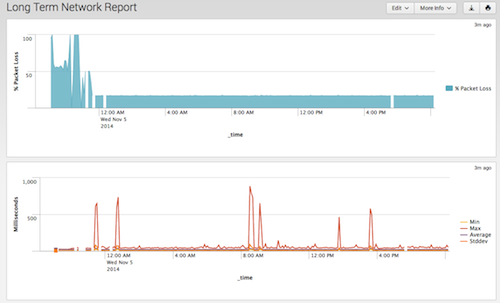 Long Term Network Report
Edit
More Info
3m ago
100
50
% Packet Loss
% Packet Loss
12:00 AM
Wed Nov 5
2014
4:00 AM
8:00 AM
12:00 PM
4:00 PM
_time
3m ago
1,000
500
Milliseconds
Min
Max
Average
Stddev
12:00 AM
Wed Nov 5
2014
4:00 AM
8:00 AM
12:00 PM
4:00 PM
_time